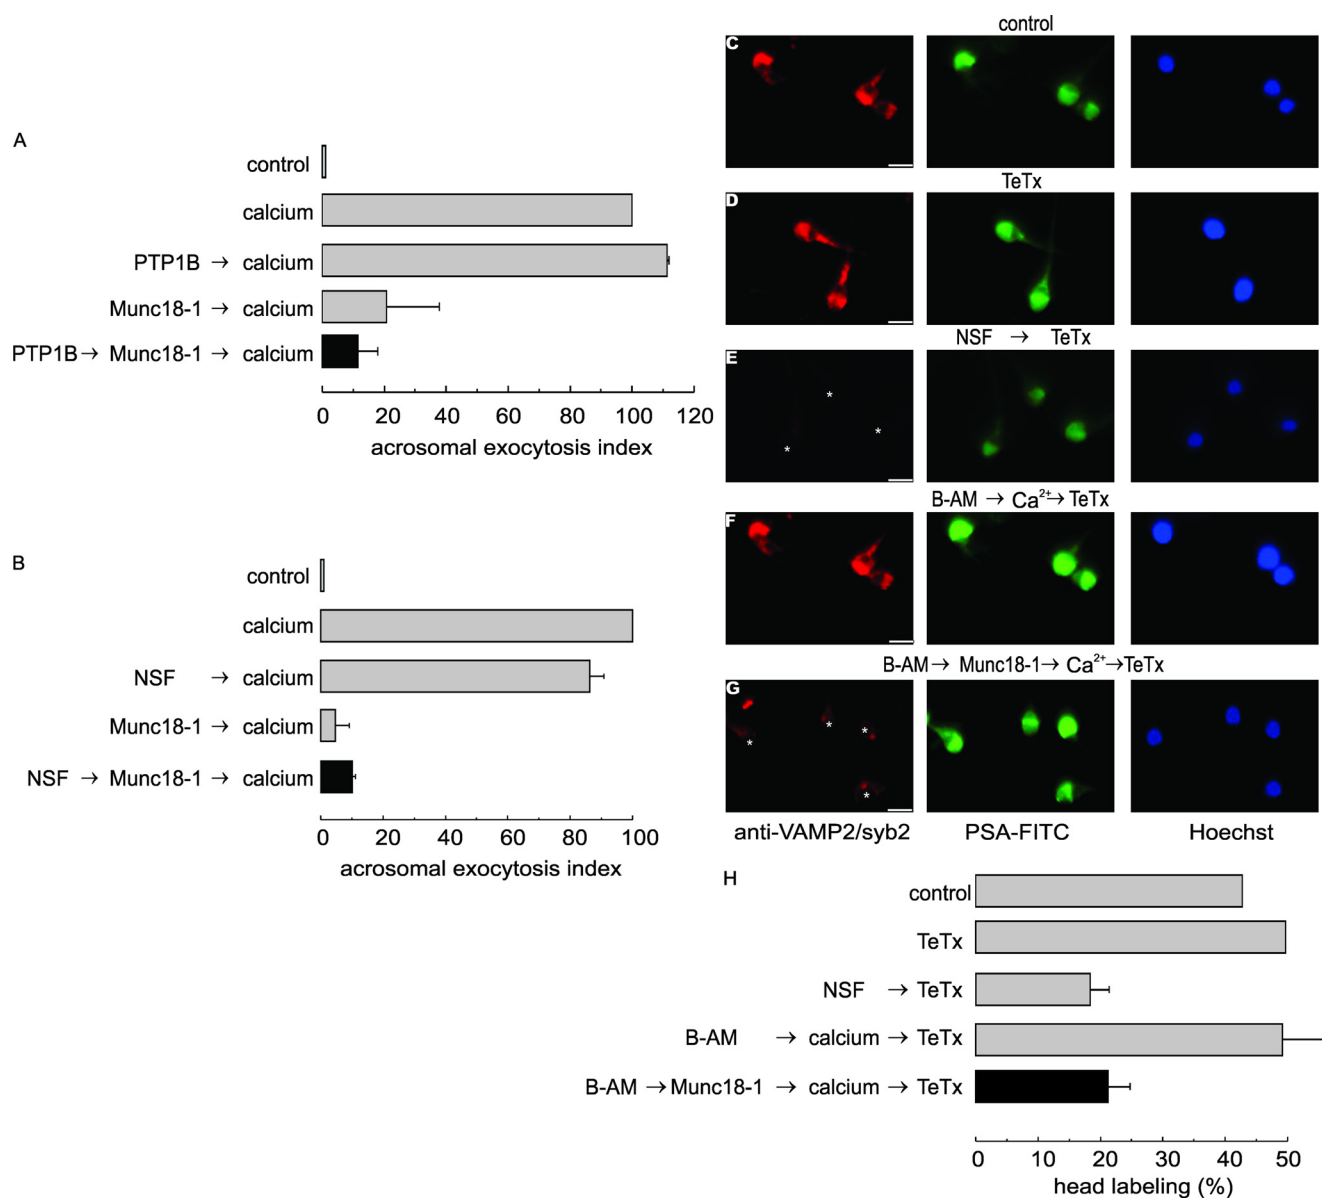 A
control
calcium
PTP1B → calcium
Munc18-1 → calcium
PTP1B → Munc18-1 → calcium
0 20 40 60 80 100 120
acrosomal exocytosis index
B
control
calcium
NSF → calcium
Munc18-1 → calcium
NSF → Munc18-1 → calcium
0 20 40 60 80 100
acrosomal exocytosis index
control
C
TeTx
D
NSF → TeTx
E
* * *
B-AM → Ca²⁺→ TeTx
F
B-AM → Munc18-1 → Ca²⁺→ TeTx
G
* * * *
anti-VAMP2/syb2 PSA-FITC Hoechst
H
control
TeTx
NSF → TeTx
B-AM → calcium → TeTx
B-AM → Munc18-1 → calcium → TeTx
0 10 20 30 40 50
head labeling (%)